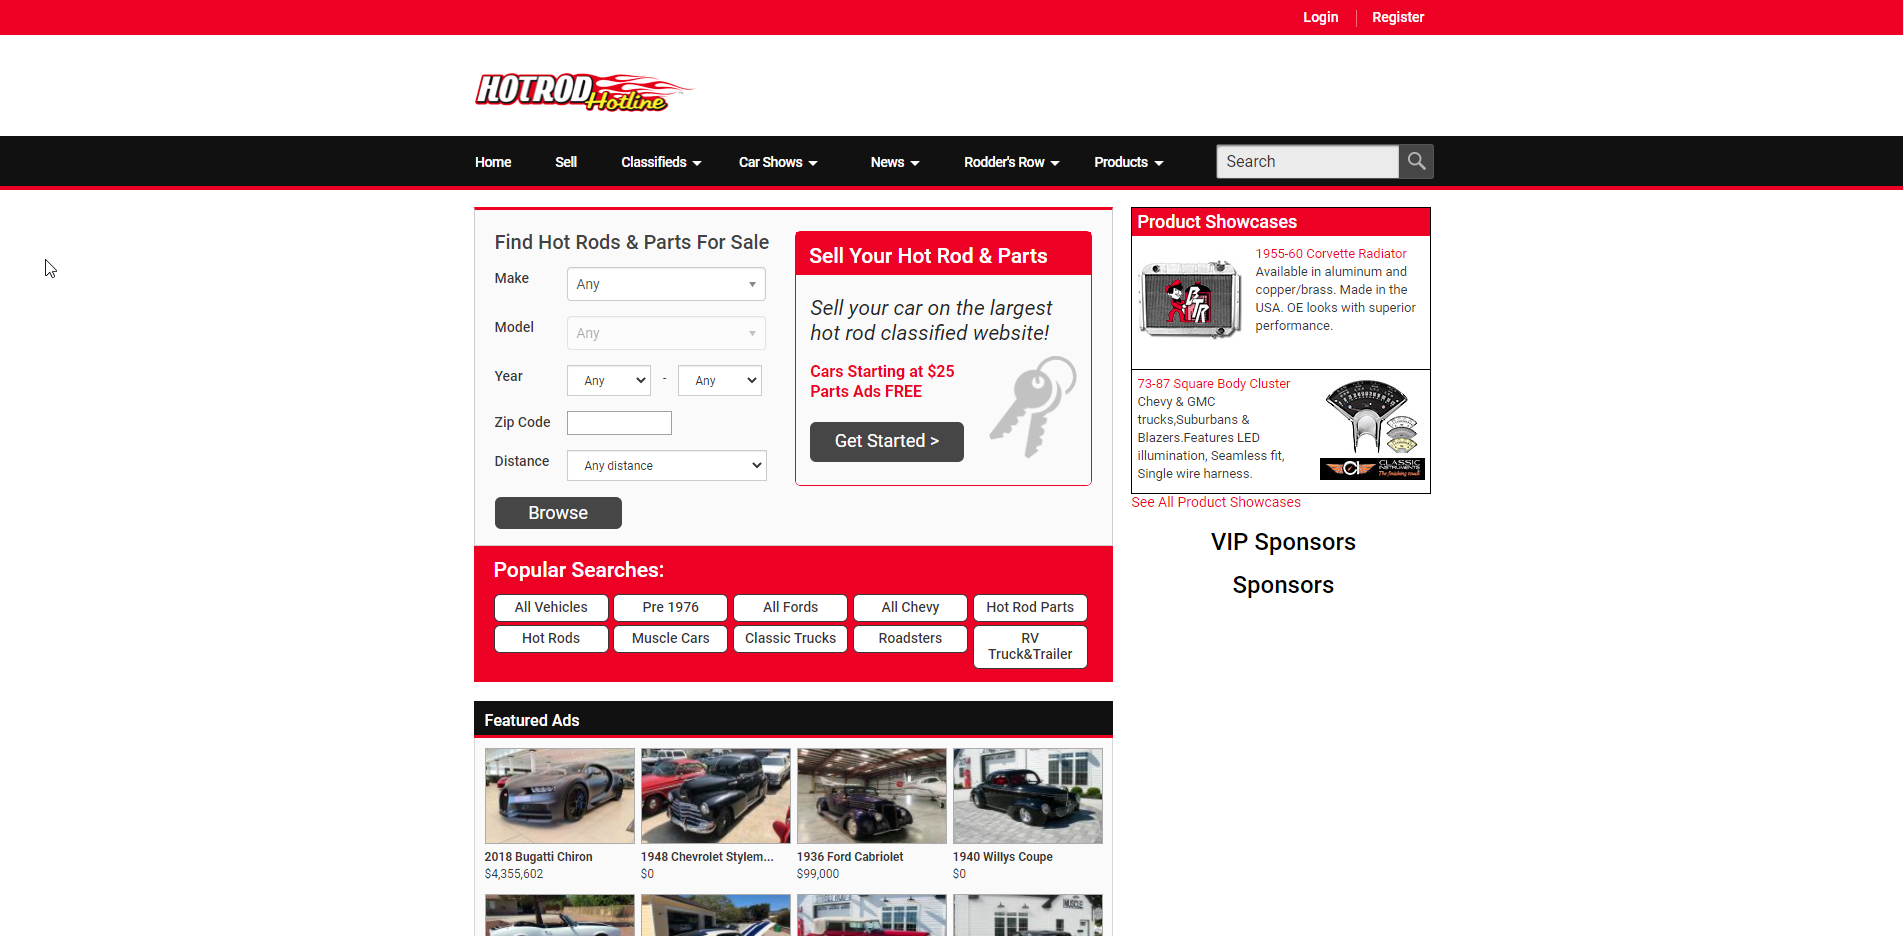 Login
Register
HOTROD
Hotline
Home
Sell
Classifieds
Car Shows
News
Rodder's Row
Products
Search
Find Hot Rods & Parts For Sale
Make
Any
Model
Any
Year
Any
-
Any
Zip Code
Distance
Any distance
Browse
Sell Your Hot Rod & Parts
Sell your car on the largest
hot rod classified website!
Cars Starting at $25
Parts Ads FREE
Get Started >
Popular Searches:
All Vehicles
Pre 1976
All Fords
All Chevy
Hot Rod Parts
Hot Rods
Muscle Cars
Classic Trucks
Roadsters
RV
Truck&Trailer
Featured Ads
2018 Bugatti Chiron
$4,355,602
1948 Chevrolet Stylem...
$0
1936 Ford Cabriolet
$99,000
1940 Willys Coupe
$0
MUSCLE
Product Showcases
BTR
1955-60 Corvette Radiator
Available in aluminum and
copper/brass. Made in the
USA. OE looks with superior
performance.
73-87 Square Body Cluster
Chevy & GMC
trucks,Suburbans &
Blazers.Features LED
illumination, Seamless fit,
Single wire harness.
CLASSIC
INSTRUMENTS
The finishing touch
See All Product Showcases
VIP Sponsors
Sponsors